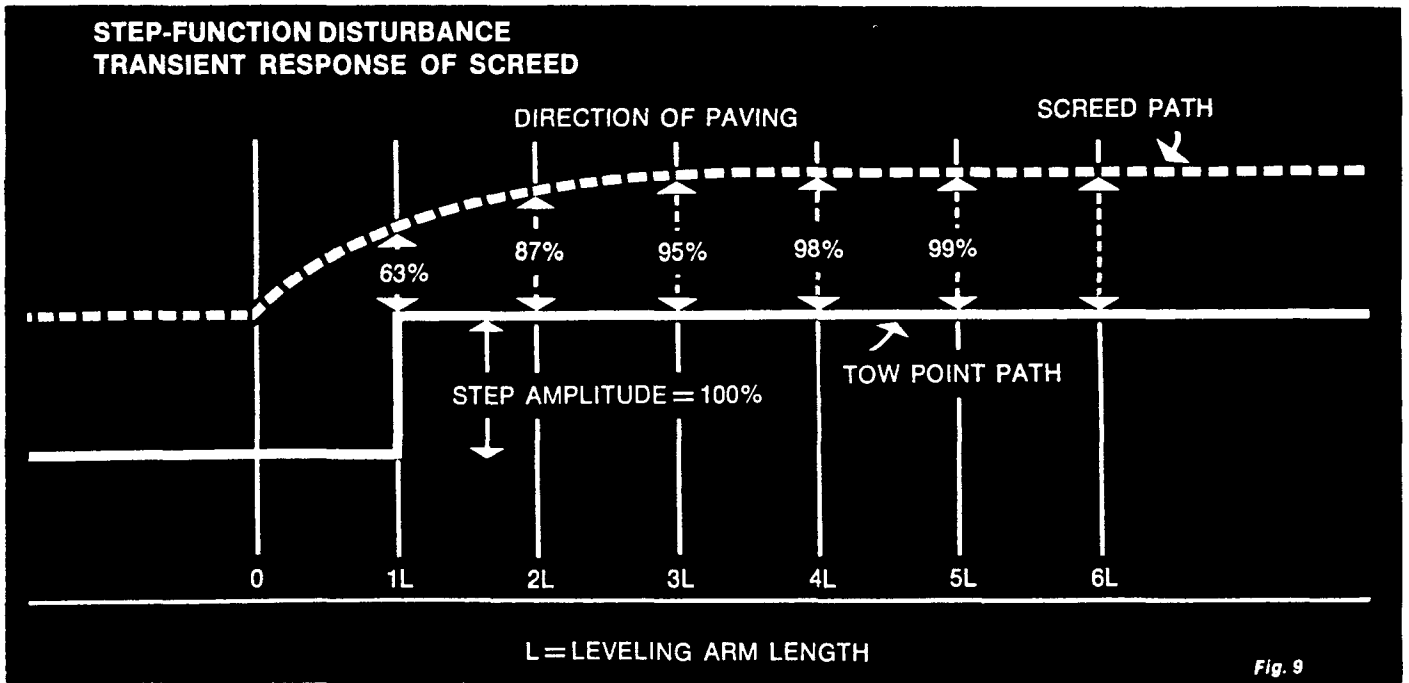 STEP-FUNCTION DISTURBANCE
TRANSIENT RESPONSE OF SCREED
DIRECTION OF PAVING
SCREED PATH
63%
87%
95%
98%
99%
STEP AMPLITUDE = 100%
TOW POINT PATH
0
1L
2L
3L
4L
5L
6L
L = LEVELING ARM LENGTH
Fig. 9